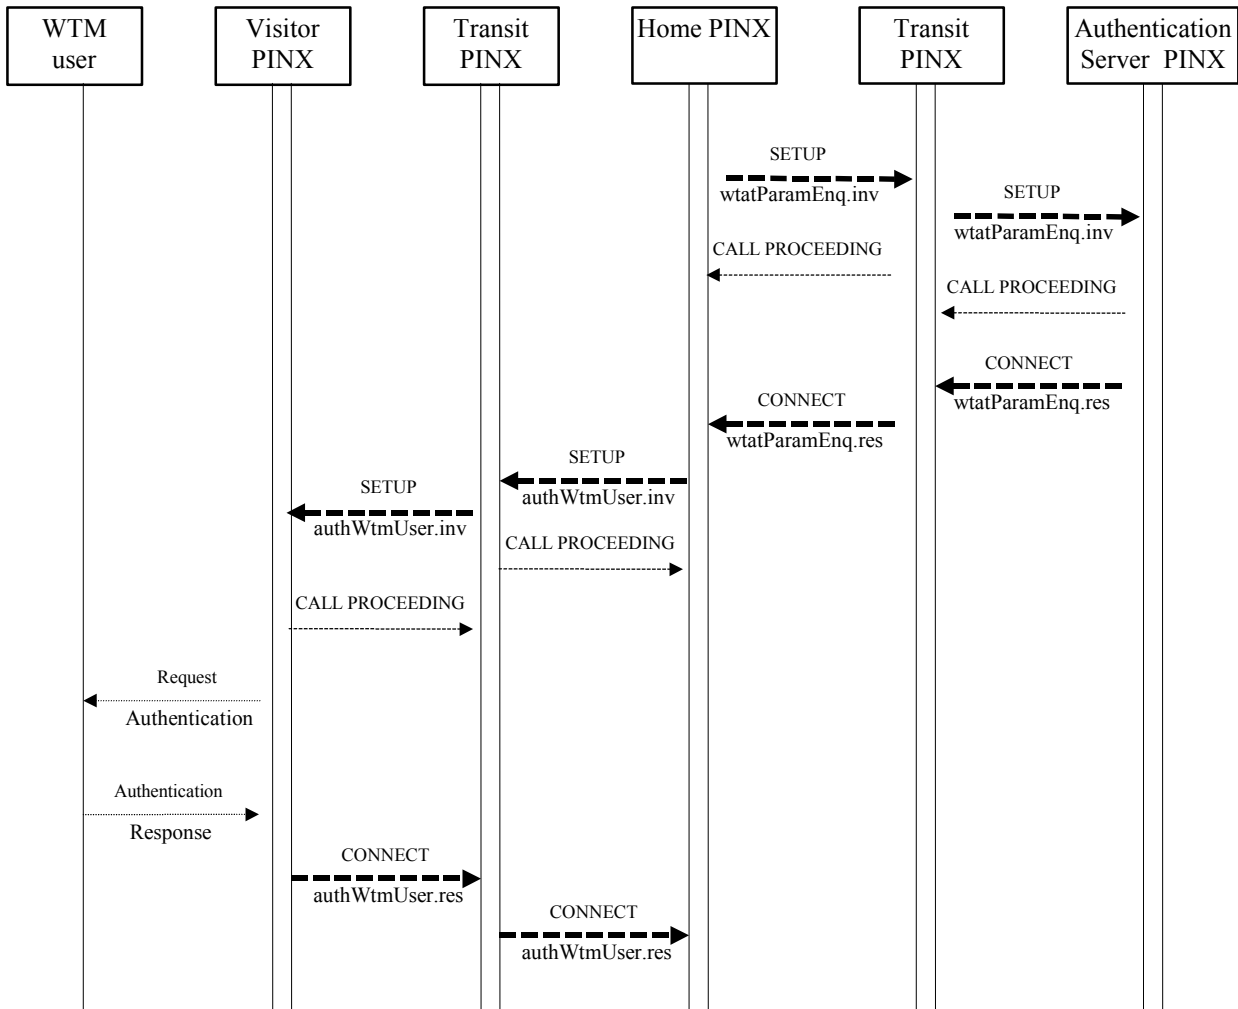 WTM
user
Visitor
PINX
Transit
PINX
Home PINX
Transit
PINX
Authentication
Server PINX
SETUP
wtatParamEnq.inv
SETUP
wtatParamEnq.inv
CALL PROCEEDING
CALL PROCEEDING
CONNECT
wtatParamEnq.res
CONNECT
wtatParamEnq.res
SETUP
authWtmUser.inv
SETUP
authWtmUser.inv
CALL PROCEEDING
CALL PROCEEDING
Request
Authentication
Authentication
Response
CONNECT
authWtmUser.res
CONNECT
authWtmUser.res